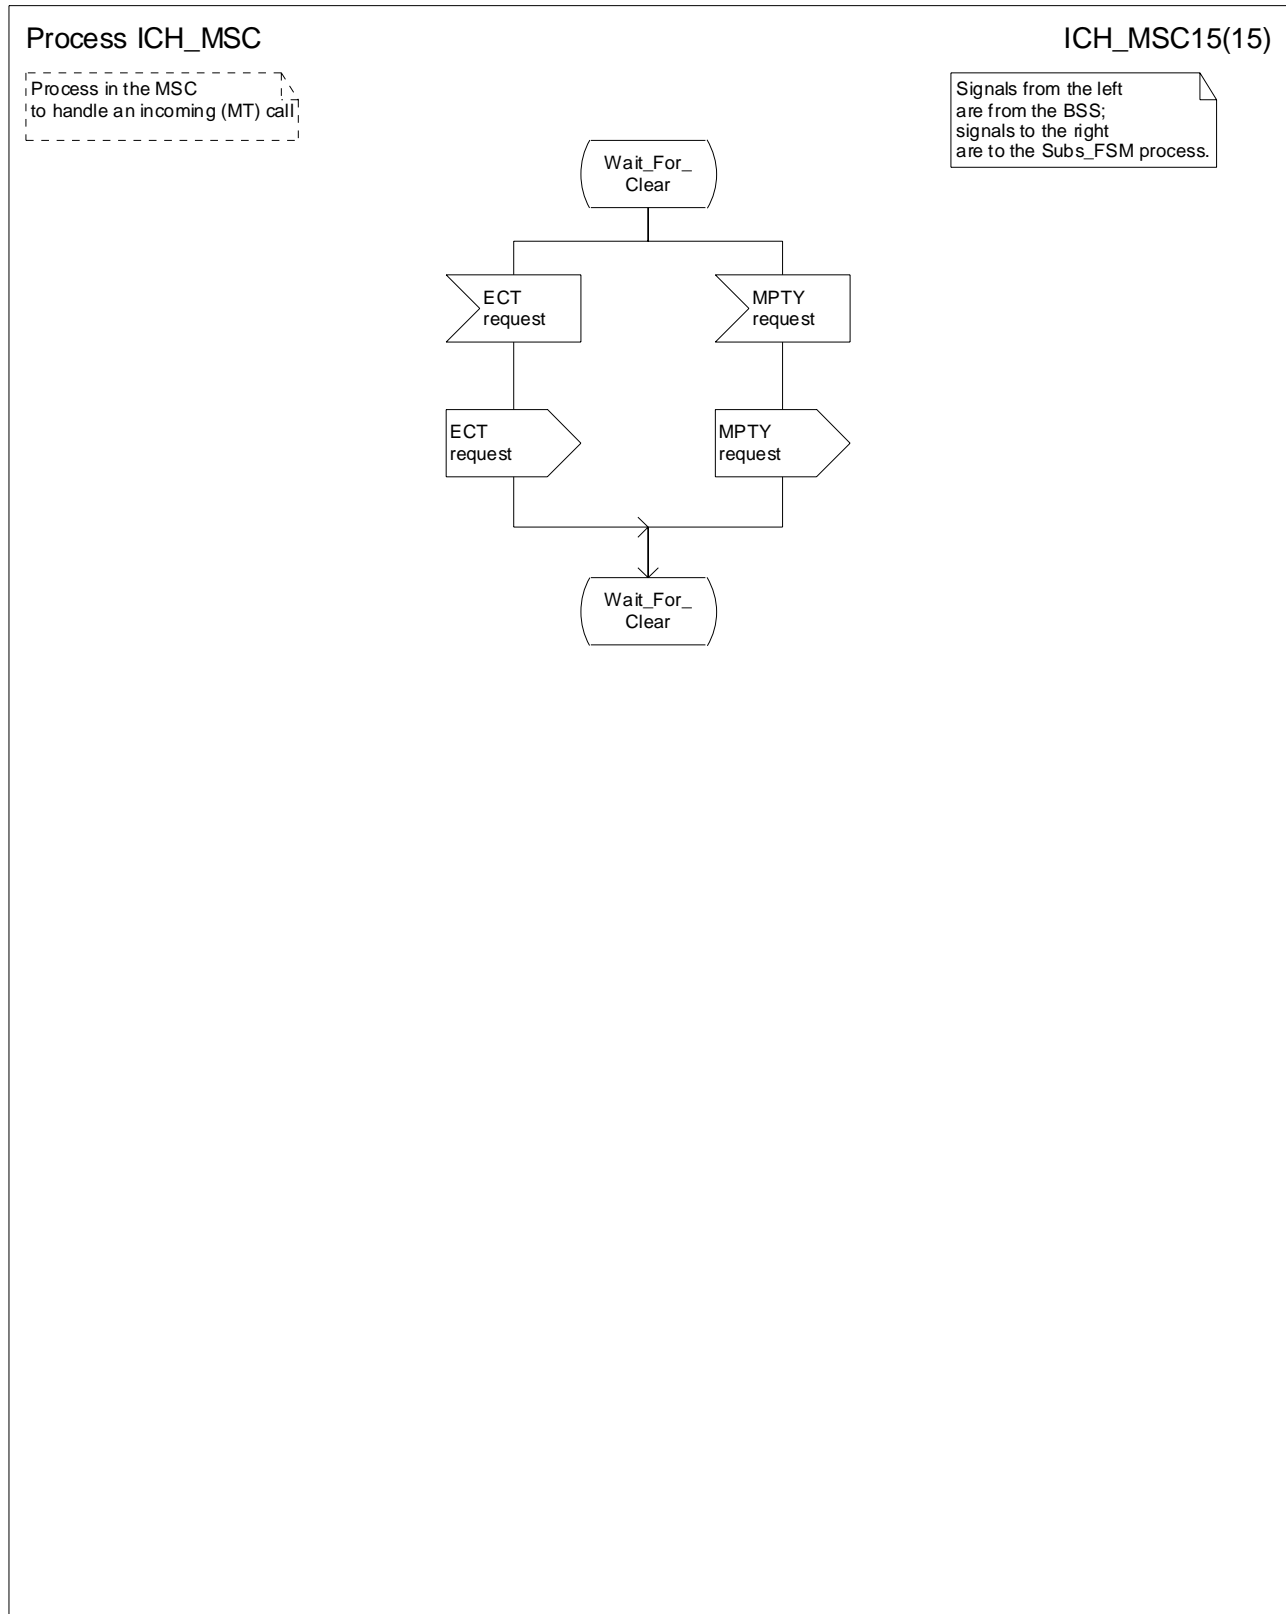 Process ICH_MSC
ICH_MSC15(15)
Process in the MSC
to handle an incoming (MT) call
Signals from the left
are from the BSS;
signals to the right
are to the Subs_FSM process.
Wait_For_
Clear
ECT
request
MPTY
request
ECT
request
MPTY
request
Wait_For_
Clear